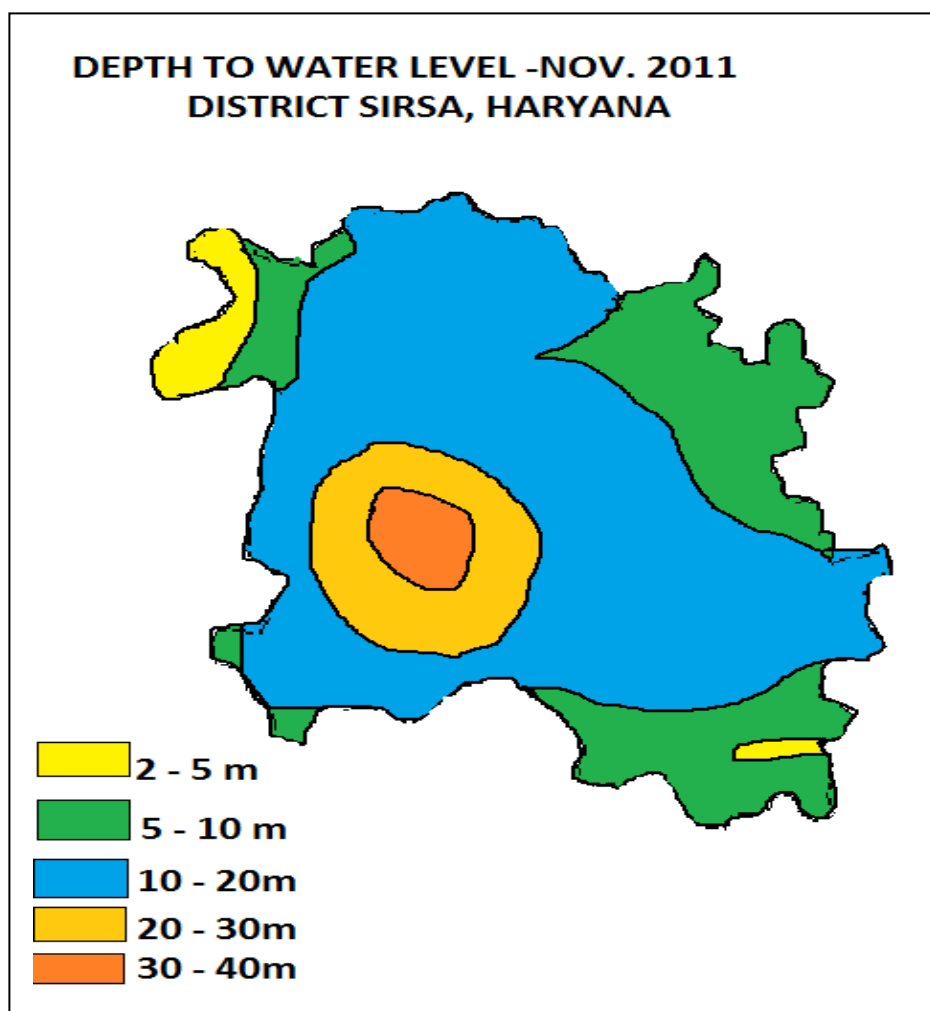 DEPTH TO WATER LEVEL -NOV. 2011
DISTRICT SIRSA, HARYANA
2 - 5 m
5 - 10 m
10 - 20m
20 - 30m
30 - 40m